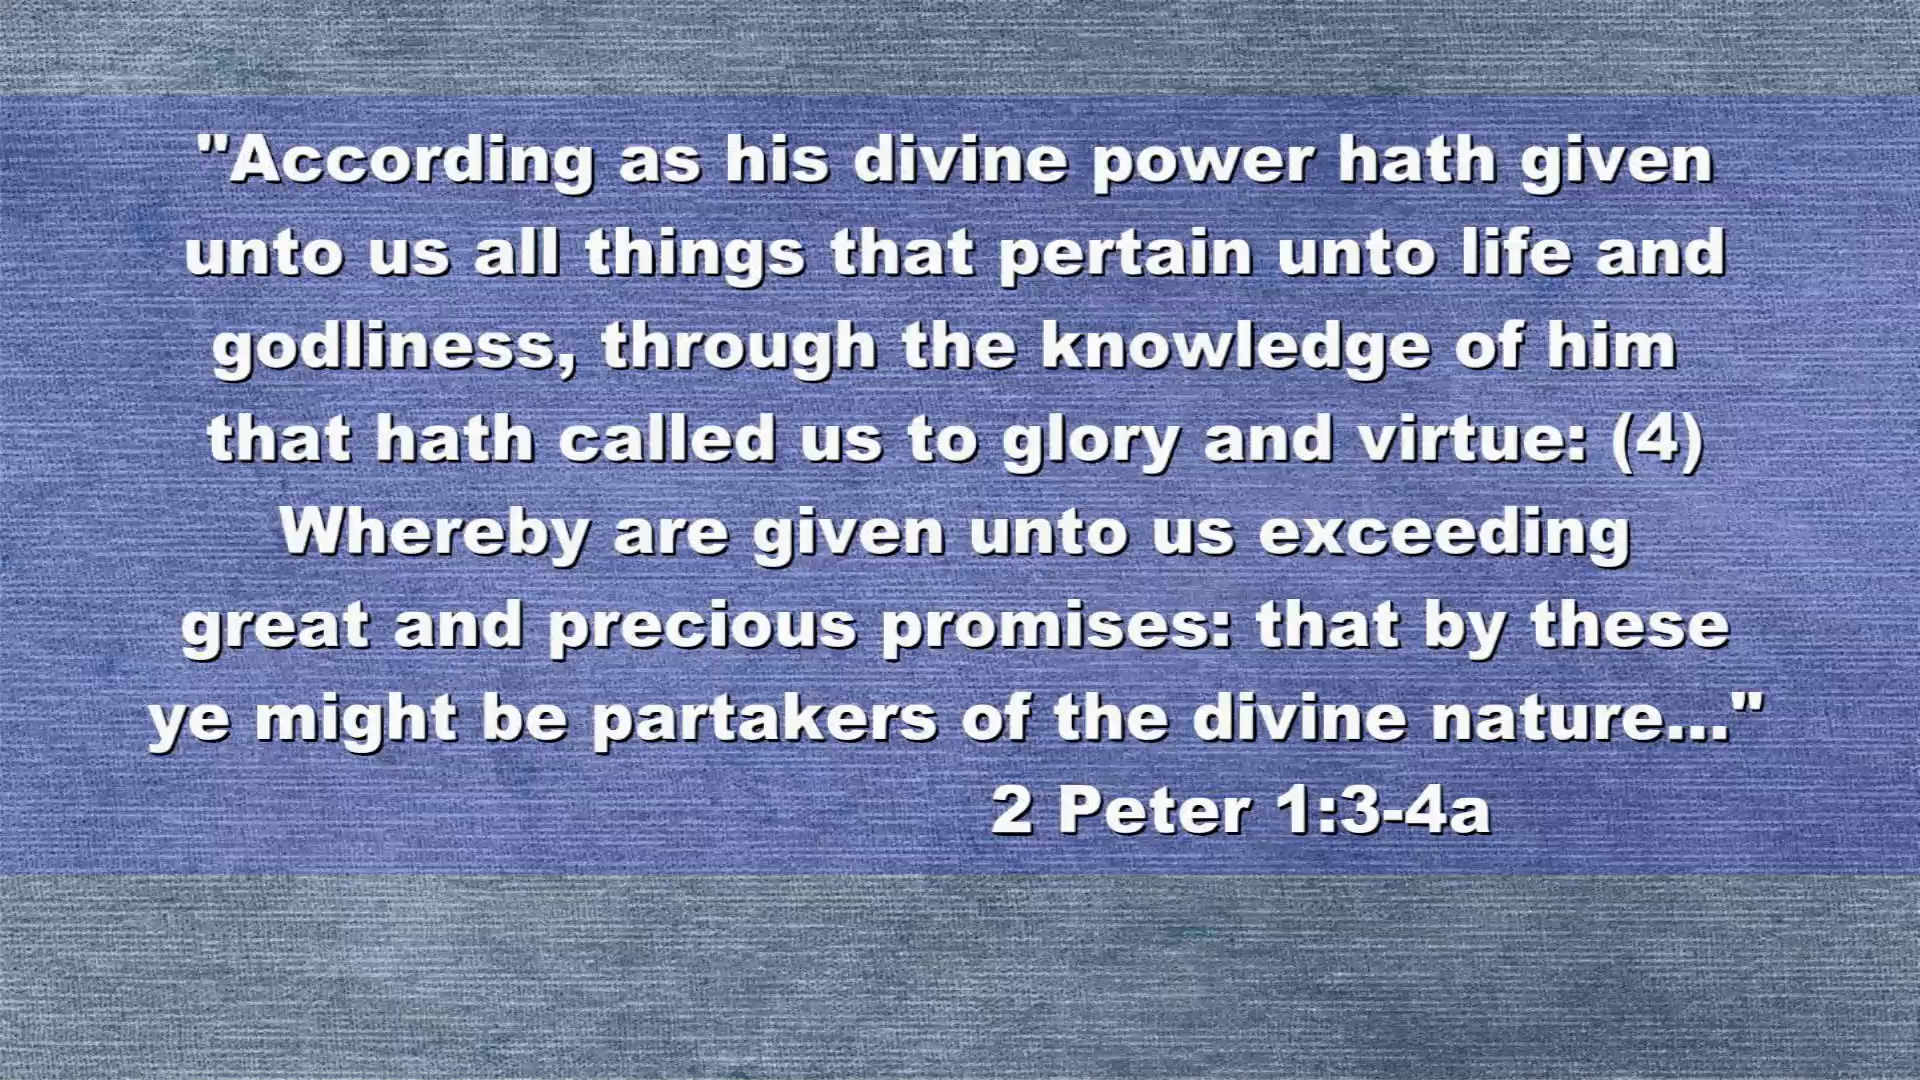 "According as his divine power hath given
unto us all things that pertain unto life and
godliness, through the knowledge of him
that hath called us to glory and virtue: (4)
Whereby are given unto us exceeding
great and precious promises: that by these
ye might be partakers of the divine nature..."
2 Peter 1:3-4a